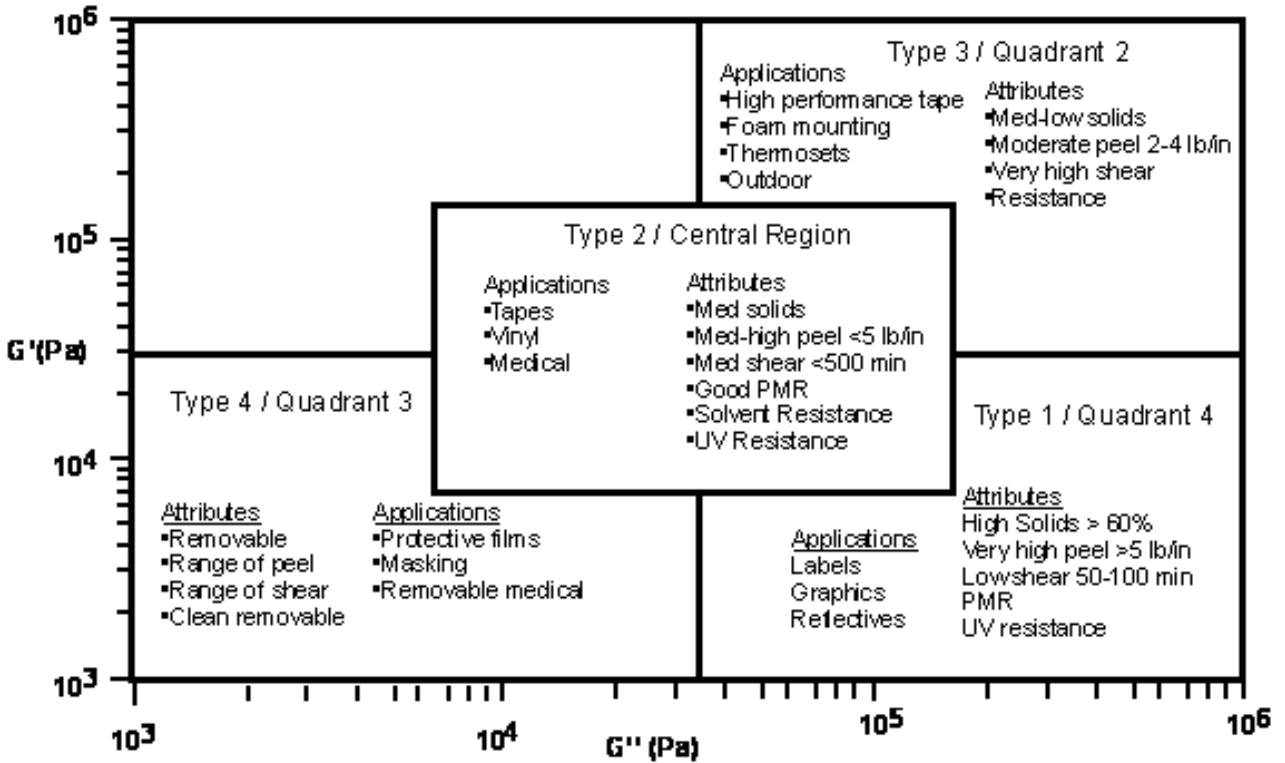 10⁶
Type 3 / Quadrant 2
Applications
▪High performance tape
▪Foam mounting
▪Thermosets
▪Outdoor
Attributes
▪Med-low solids
▪Moderate peel 2-4 lb/in
▪Very high shear
▪Resistance
10⁵
Type 2 / Central Region
Applications
▪Tapes
▪Vinyl
▪Medical
Attributes
▪Med solids
▪Med-high peel <5 lb/in
▪Med shear <500 min
▪Good PMR
▪Solvent Resistance
▪UV Resistance
G'(Pa)
Type 4 / Quadrant 3
Attributes
▪Removable
▪Range of peel
▪Range of shear
▪Clean removable
Applications
▪Protective films
▪Masking
▪Removable medical
10⁴
Type 1 / Quadrant 4
Applications
Labels
Graphics
Reflectives
Attributes
High Solids > 60%
Very high peel >5 lb/in
Low shear 50-100 min
PMR
UV resistance
10³
10³
10⁴
G'' (Pa)
10⁵
10⁶